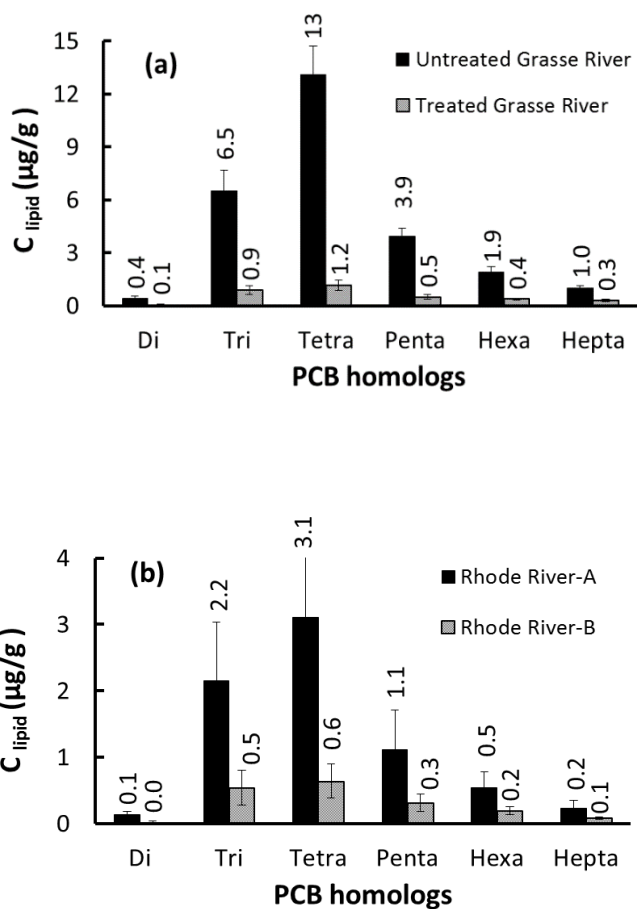 (a)
Untreated Grasse River
Treated Grasse River
C lipid (µg/g )
15
12
9
6
3
0
0.4
0.1
6.5
0.9
13
1.2
3.9
0.5
1.9
0.4
1.0
0.3
Di Tri Tetra Penta Hexa Hepta
PCB homologs
(b)
Rhode River-A
Rhode River-B
C lipid (µg/g )
4
3
2
1
0
0.1
0.0
2.2
0.5
3.1
0.6
1.1
0.3
0.5
0.2
0.2
0.1
Di Tri Tetra Penta Hexa Hepta
PCB homologs